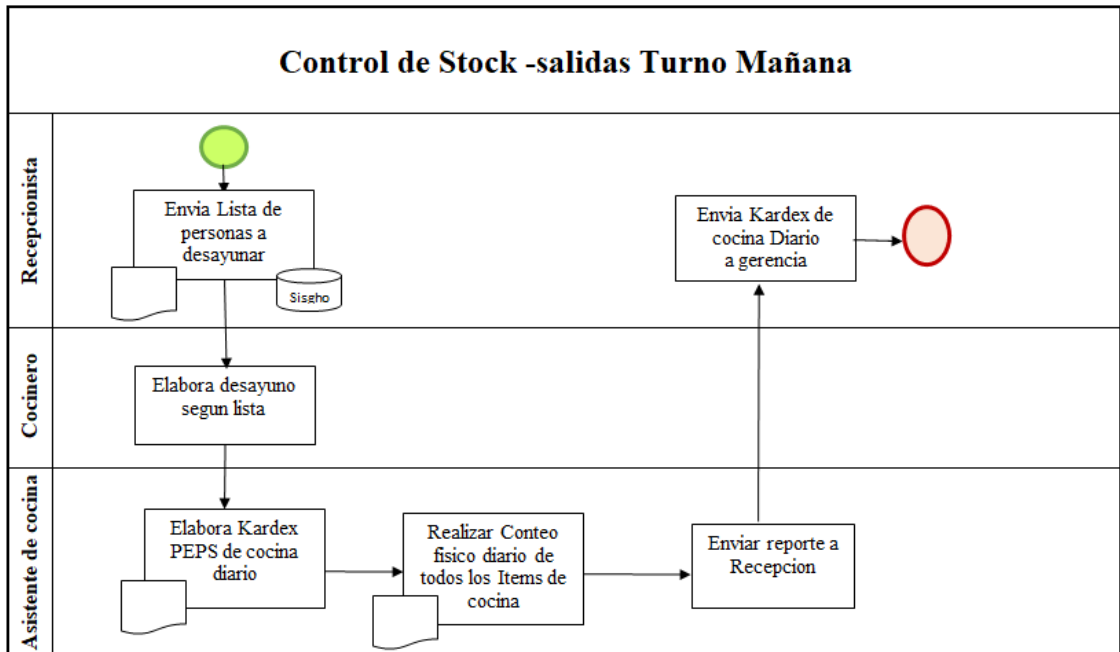 Control de Stock -salidas Turno Mañana
Recepcionista
Envia Lista de
personas a
desayunar
Sisgho
Envia Kardex de
cocina Diario
a gerencia
Cocinero
Elabora desayuno
segun lista
Asistente de cocina
Elabora Kardex
PEPS de cocina
diario
Realizar Conteo
fisico diario de
todos los Items de
cocina
Enviar reporte a
Recepcion